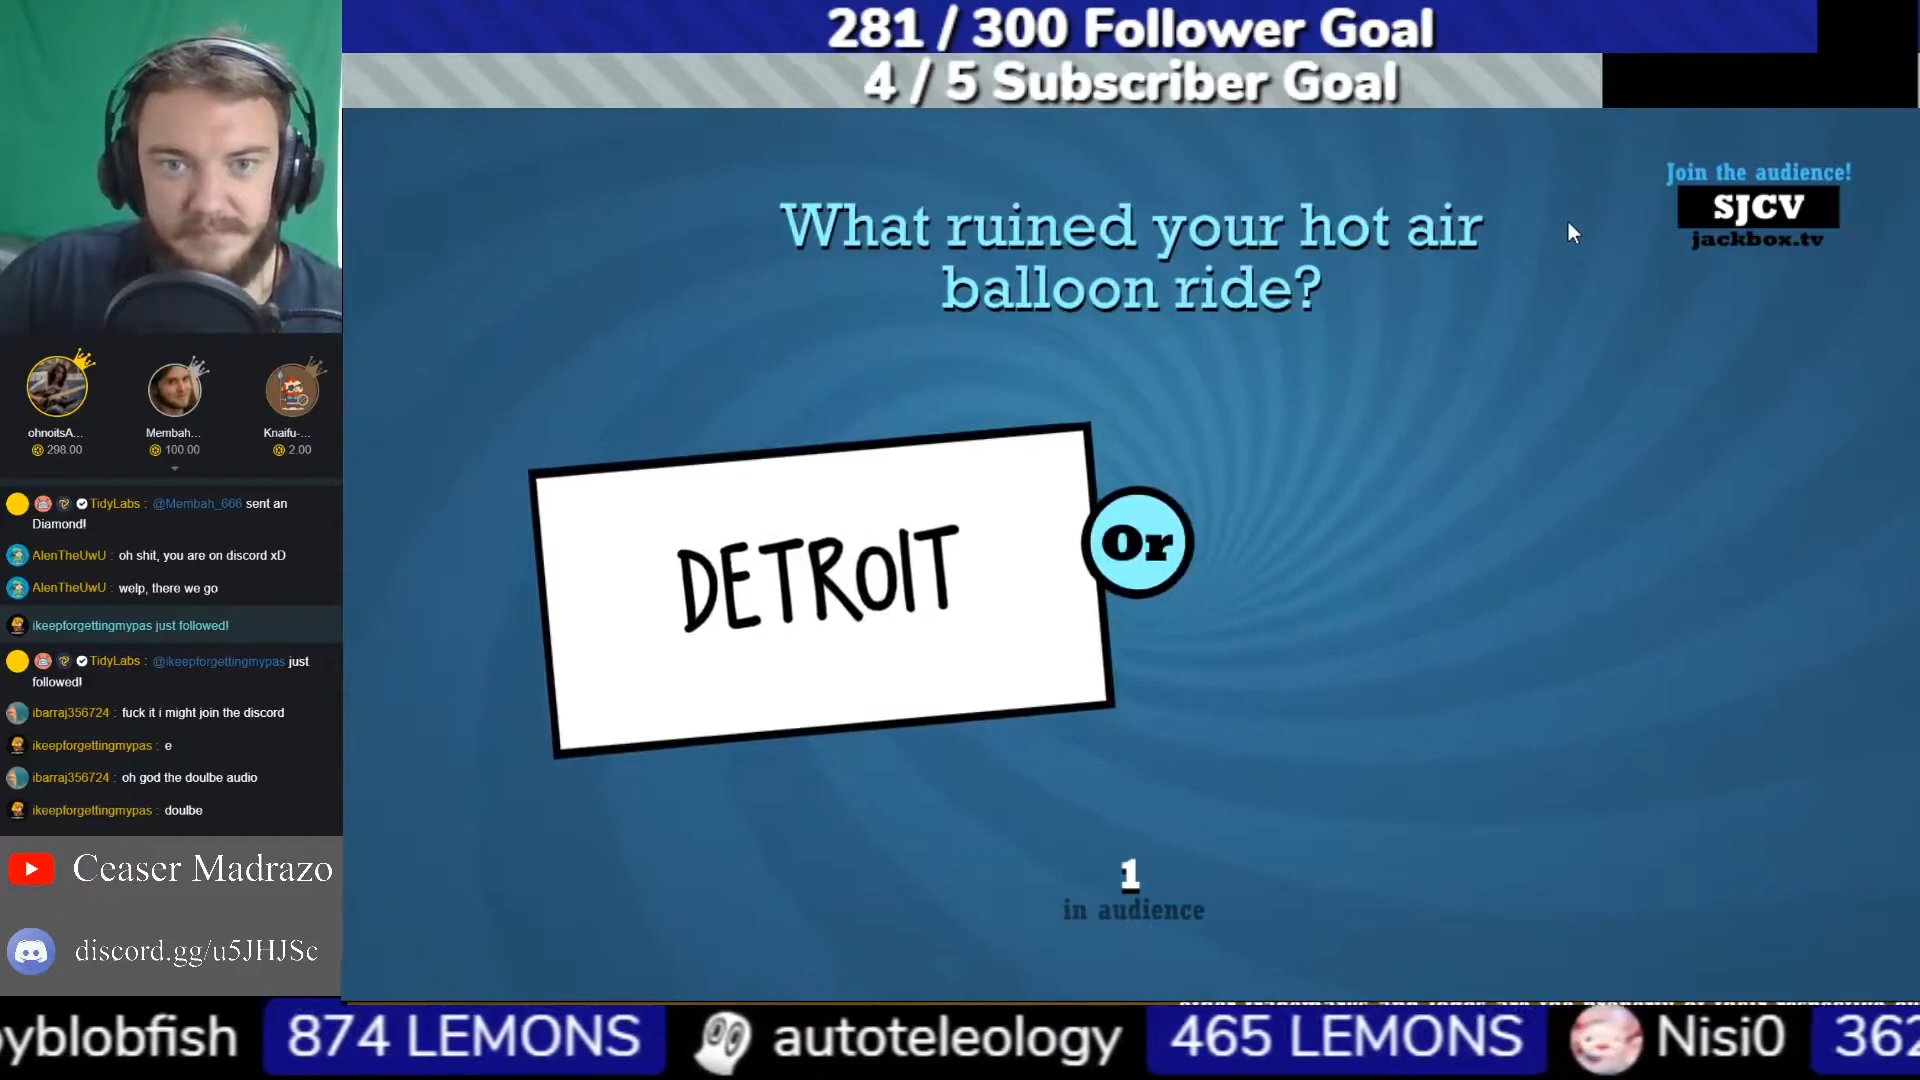 281 / 300 Follower Goal
4 / 5 Subscriber Goal
Join the audience!
SJCV
jackbox.tv
What ruined your hot air
balloon ride?
DETROIT
Or
1
in audience
ohnoitsA... Membah... Knaifu-...
298.00 100.00 2.00
TidyLabs : @Membah_666 sent an
Diamond!
AlenTheUwU : oh shit, you are on discord xD
AlenTheUwU : welp, there we go
ikeepforgettingmypas just followed!
TidyLabs : @ikeepforgettingmypas just
followed!
ibarraj356724 : fuck it i might join the discord
ikeepforgettingmypas : e
ibarraj356724 : oh god the doulbe audio
ikeepforgettingmypas : doulbe
Ceaser Madrazo
discord.gg/u5JHJSc
yblobfish 874 LEMONS autoteleology 465 LEMONS Nisi0 362